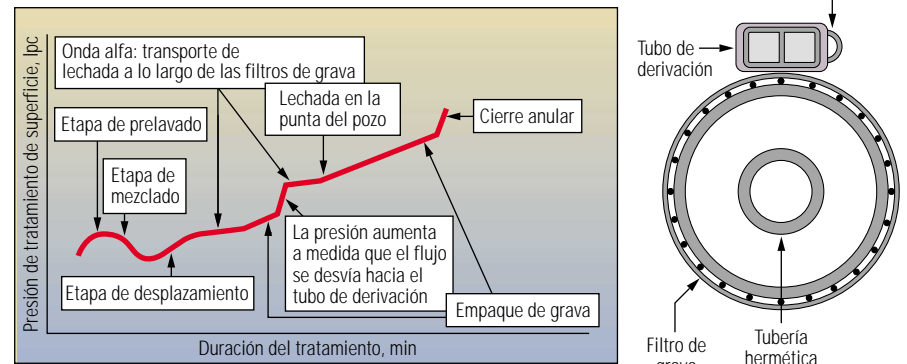 Presión de tratamiento de superficie, lpc
Onda alfa: transporte de
lechada a lo largo de las filtros de grava
Etapa de prelavado
Etapa de
mezclado
Lechada en la
punta del pozo
Cierre anular
La presión aumenta
a medida que el flujo
se desvía hacia el
tubo de derivación
Etapa de desplazamiento
Empaque de grava
Duración del tratamiento, min
Tubo de
derivación
Filtro de
grava
Tubería
hermética